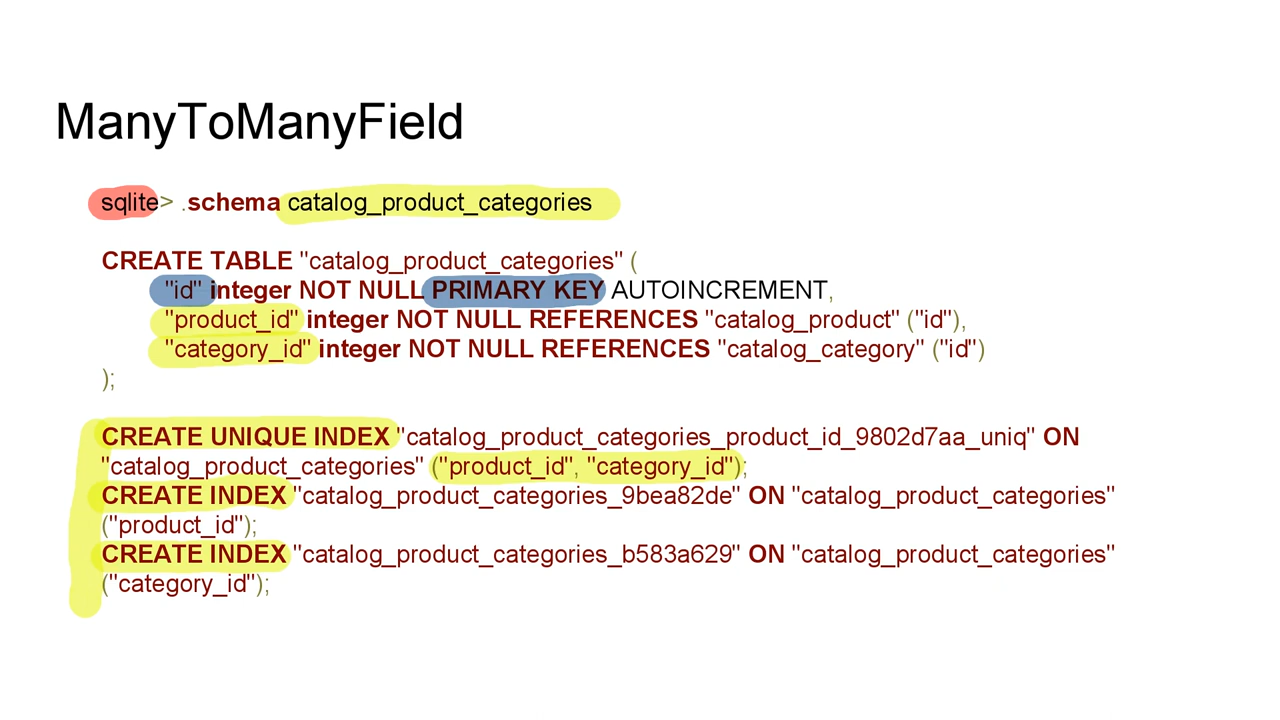 ManyToManyField
sqlite> .schema catalog_product_categories
CREATE TABLE "catalog_product_categories" (
"id" integer NOT NULL PRIMARY KEY AUTOINCREMENT,
"product_id" integer NOT NULL REFERENCES "catalog_product" ("id"),
"category_id" integer NOT NULL REFERENCES "catalog_category" ("id")
);
CREATE UNIQUE INDEX "catalog_product_categories_product_id_9802d7aa_uniq" ON
"catalog_product_categories" ("product_id", "category_id");
CREATE INDEX "catalog_product_categories_9bea82de" ON "catalog_product_categories"
("product_id");
CREATE INDEX "catalog_product_categories_b583a629" ON "catalog_product_categories"
("category_id");